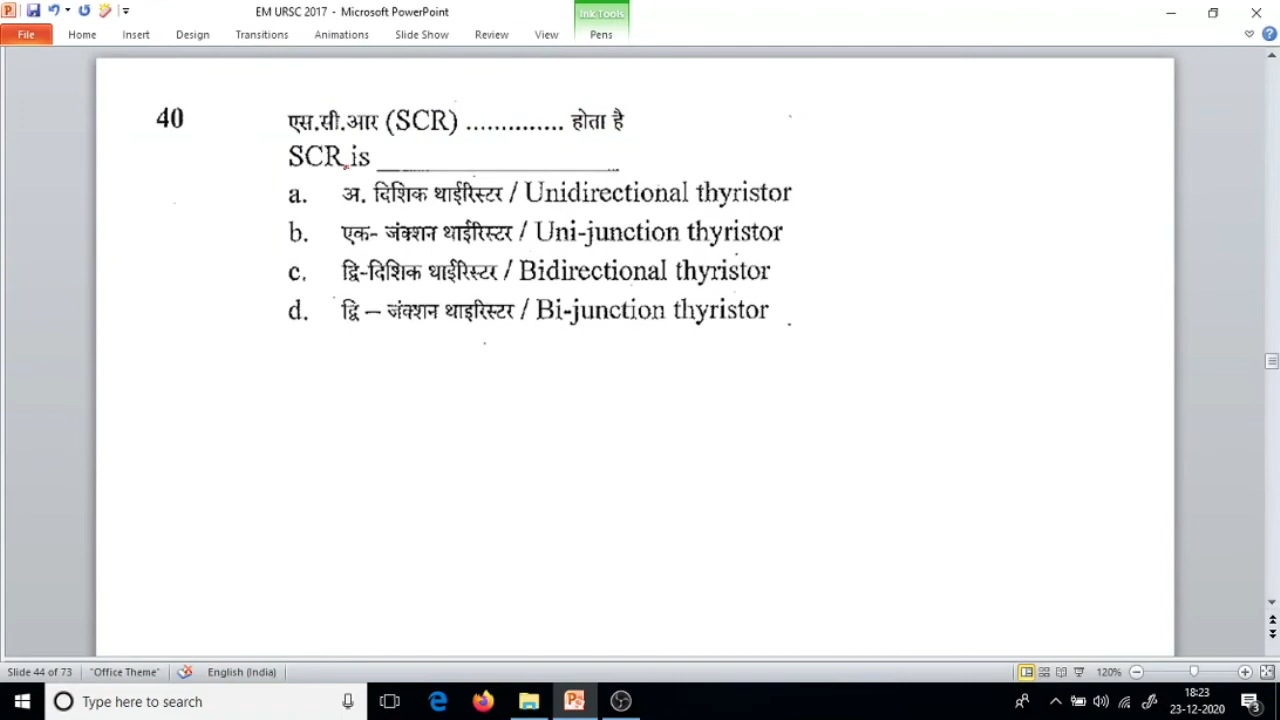 EM URSC 2017 - Microsoft PowerPoint
Ink Tools
File Home Insert Design Transitions Animations Slide Show Review View Pens
40 एस.सी.आर (SCR) .............. होता है
SCR is ____________________
a. अ. दिशिक थाईरिस्टर / Unidirectional thyristor
b. एक- जंक्शन थाईरिस्टर / Uni-junction thyristor
c. द्वि-दिशिक थाईरिस्टर / Bidirectional thyristor
d. द्वि – जंक्शन थाइरिस्टर / Bi-junction thyristor
Slide 44 of 73 "Office Theme" English (India) 120%
Type here to search
18:23
23-12-2020
3